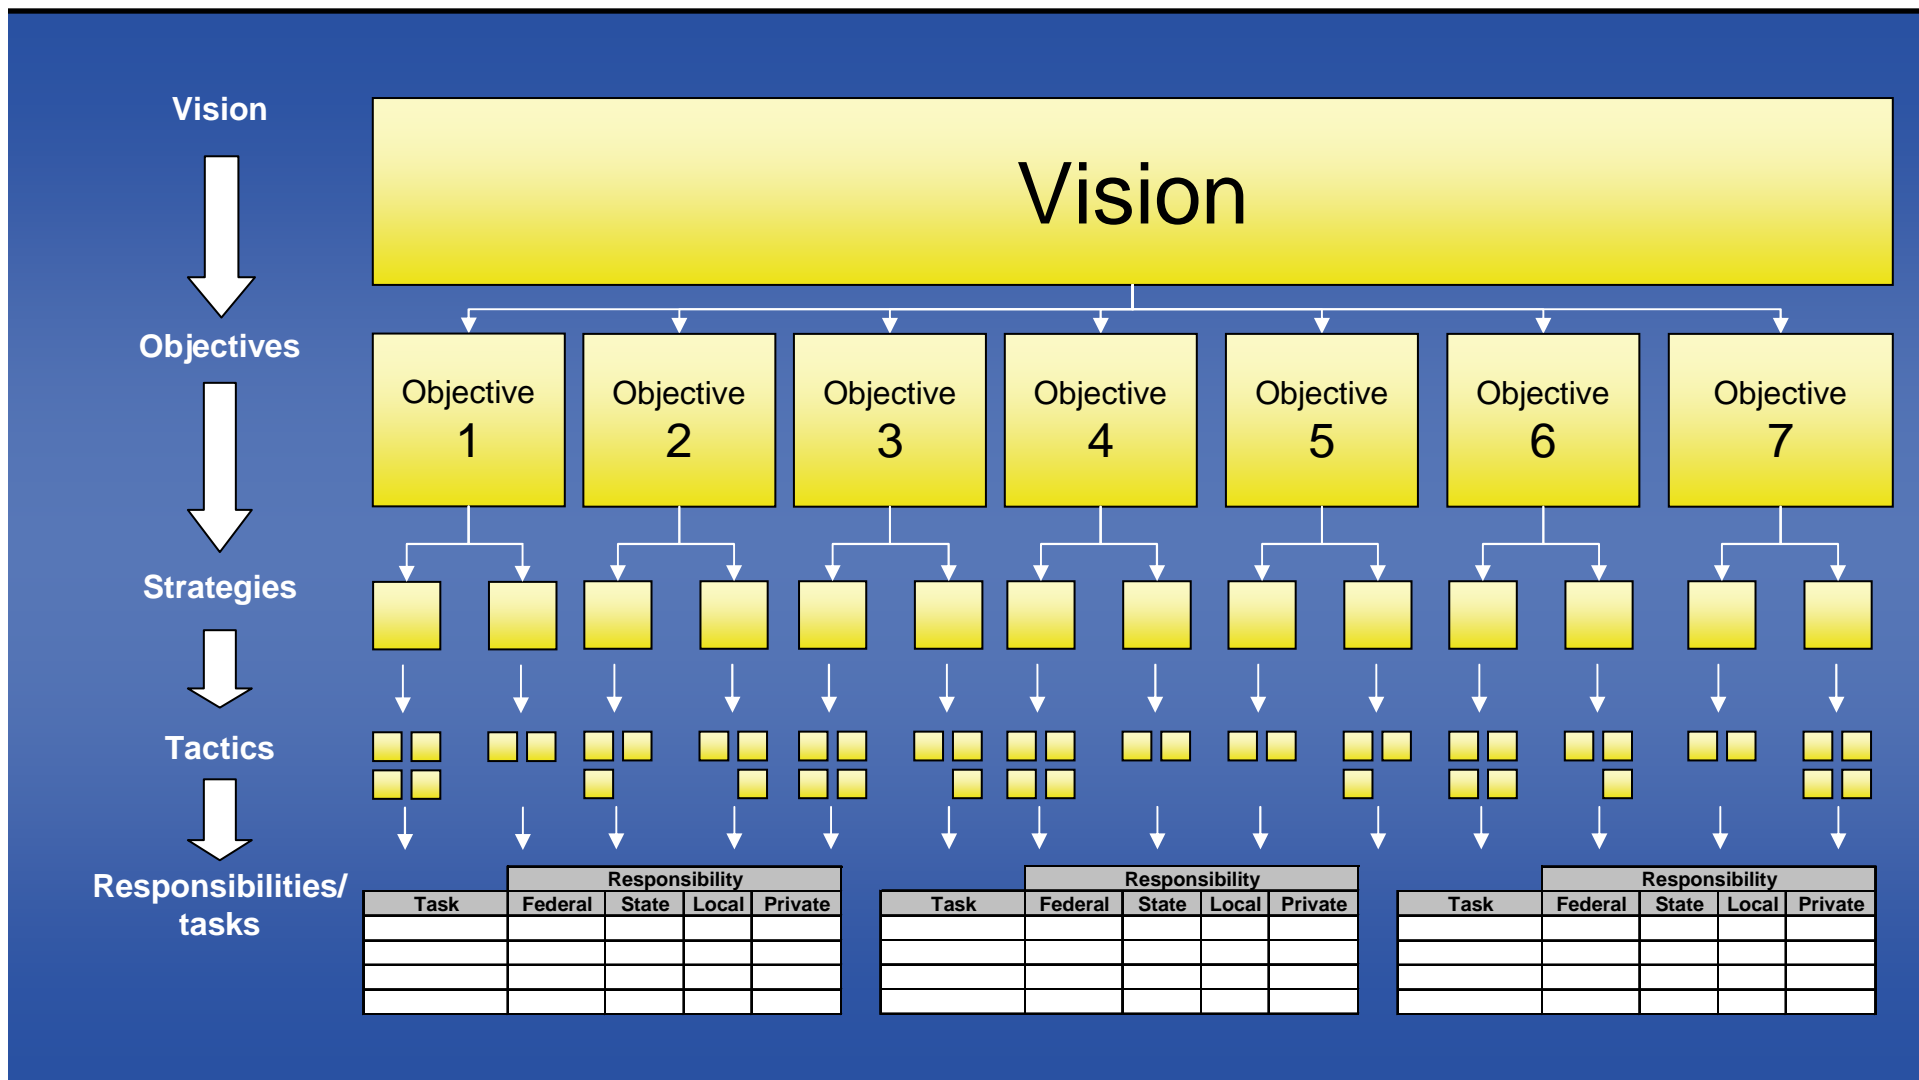 Vision
Vision
Objectives
Objective
1
Objective
2
Objective
3
Objective
4
Objective
5
Objective
6
Objective
7
Strategies
Tactics
Responsibilities/
tasks
Responsibility
Task Federal State Local Private
Responsibility
Task Federal State Local Private
Responsibility
Task Federal State Local Private